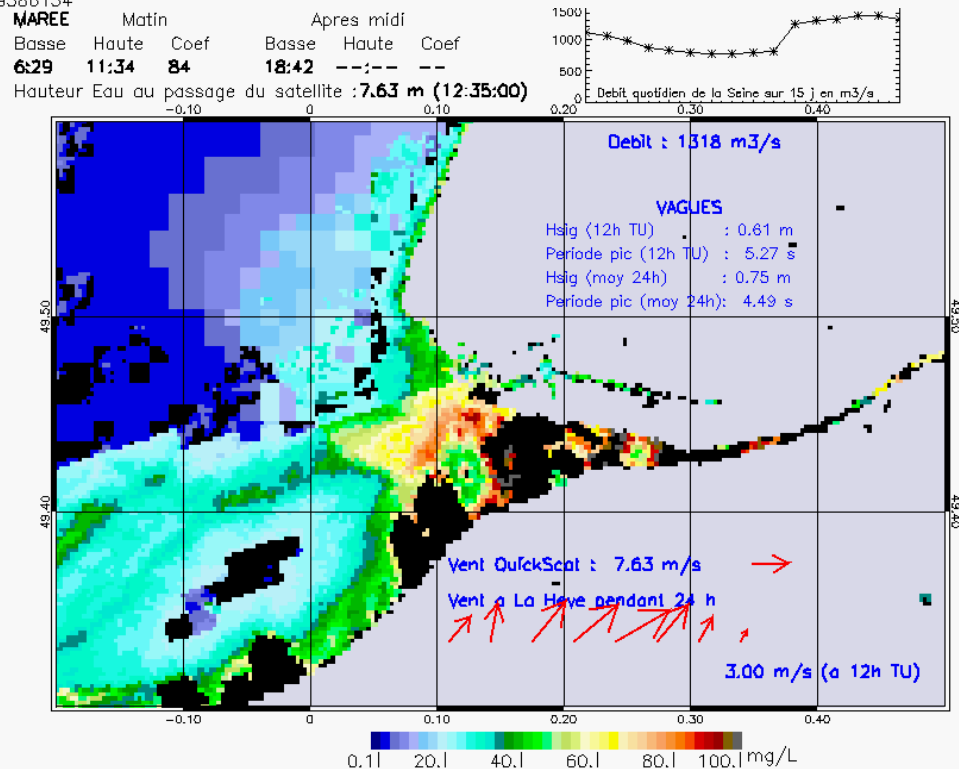 MAREE Matin Apres midi
Basse Haute Coef Basse Haute Coef
6:29 11:34 84 18:42 --:-- --
Hauteur Eau au passage du satellite :7.63 m (12:35:00)
1500
1000
500
0
Debit quotidien de la Seine sur 15 j en m3/s
-0.10 0 0.10 0.20 0.30 0.40
Debit : 1318 m3/s
VAGUES
Hsig (12h TU) : 0.61 m
Periode pic (12h TU) : 5.27 s
Hsig (moy 24h) : 0.75 m
Periode pic (moy 24h): 4.49 s
49.50 49.50
49.40 49.40
Vent QuickScat : 7.63 m/s
Vent a La Heve pendant 24 h
3.00 m/s (a 12h TU)
-0.10 0 0.10 0.20 0.30 0.40
0.1| 20.| 40.| 60.| 80.| 100.| mg/L